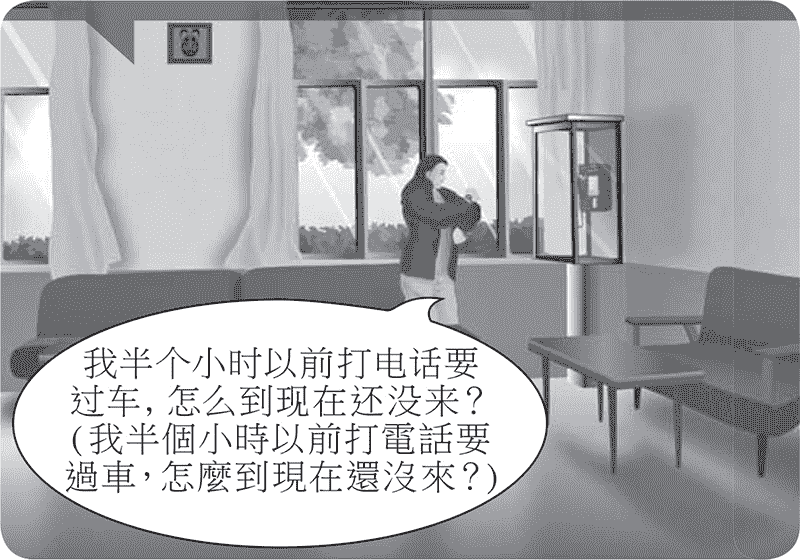 我半个小时以前打电话要
过车，怎么到现在还没来？
(我半個小時以前打電話要
過車，怎麼到現在還沒來？)